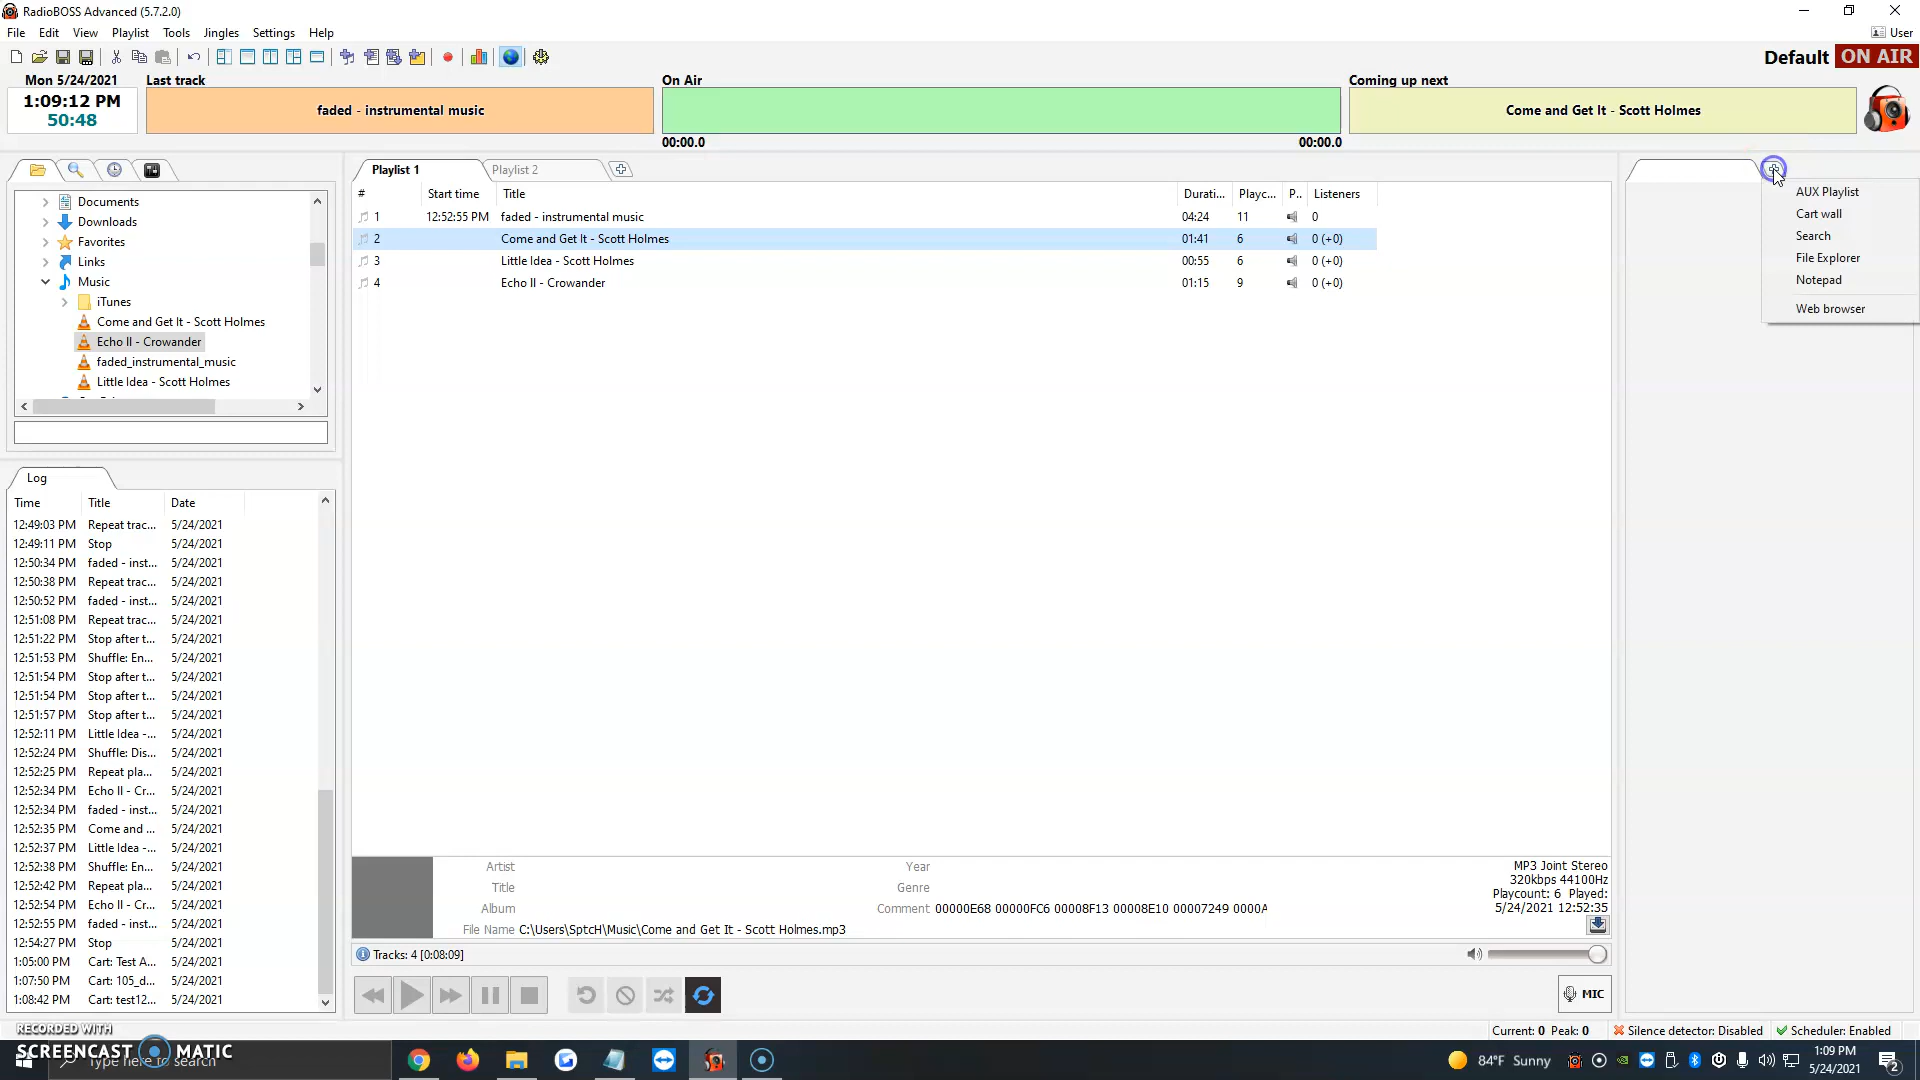 RadioBOSS Advanced (5.7.2.0)
File Edit View Playlist Tools Jingles Settings Help
User
Default ON AIR
Mon 5/24/2021
1:09:12 PM
50:48
Last track
faded - instrumental music
On Air
00:00.0 00:00.0
Coming up next
Come and Get It - Scott Holmes
Documents
Downloads
Favorites
Links
Music
iTunes
Come and Get It - Scott Holmes
Echo II - Crowander
faded_instrumental_music
Little Idea - Scott Holmes
Playlist 1 Playlist 2
# Start time Title Durati... Playc... P.. Listeners
1 12:52:55 PM faded - instrumental music 04:24 11 0
2 Come and Get It - Scott Holmes 01:41 6 0 (+0)
3 Little Idea - Scott Holmes 00:55 6 0 (+0)
4 Echo II - Crowander 01:15 9 0 (+0)
AUX Playlist
Cart wall
Search
File Explorer
Notepad
Web browser
Log
Time Title Date
12:49:03 PM Repeat trac... 5/24/2021
12:49:11 PM Stop 5/24/2021
12:50:34 PM faded - inst... 5/24/2021
12:50:38 PM Repeat trac... 5/24/2021
12:50:52 PM faded - inst... 5/24/2021
12:51:08 PM Repeat trac... 5/24/2021
12:51:22 PM Stop after t... 5/24/2021
12:51:53 PM Shuffle: En... 5/24/2021
12:51:54 PM Stop after t... 5/24/2021
12:51:54 PM Stop after t... 5/24/2021
12:51:57 PM Stop after t... 5/24/2021
12:52:11 PM Little Idea -... 5/24/2021
12:52:24 PM Shuffle: Dis... 5/24/2021
12:52:25 PM Repeat pla... 5/24/2021
12:52:34 PM Echo II - Cr... 5/24/2021
12:52:34 PM faded - inst... 5/24/2021
12:52:35 PM Come and ... 5/24/2021
12:52:37 PM Little Idea -... 5/24/2021
12:52:38 PM Shuffle: En... 5/24/2021
12:52:42 PM Repeat pla... 5/24/2021
12:52:54 PM Echo II - Cr... 5/24/2021
12:52:55 PM faded - inst... 5/24/2021
12:54:27 PM Stop 5/24/2021
1:05:00 PM Cart: Test A... 5/24/2021
1:07:50 PM Cart: 105_d... 5/24/2021
1:08:42 PM Cart: test12... 5/24/2021
Artist Year
Title Genre
Album Comment 00000E68 00000FC6 00008F13 00008E10 00007249 0000A
File Name C:\Users\SptcH\Music\Come and Get It - Scott Holmes.mp3
MP3 Joint Stereo
320kbps 44100Hz
Playcount: 6 Played:
5/24/2021 12:52:35
Tracks: 4 [0:08:09]
MIC
Current: 0 Peak: 0 Silence detector: Disabled Scheduler: Enabled
RECORDED WITH
SCREENCAST MATIC
Type here to search
84°F Sunny
1:09 PM
5/24/2021
2